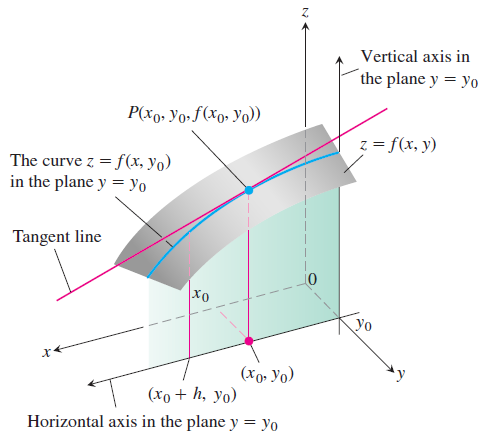 z
Vertical axis in
the plane y = y₀
P(x₀, y₀, f(x₀, y₀))
z = f(x, y)
The curve z = f(x, y₀)
in the plane y = y₀
Tangent line
0
x₀
y₀
x
y
(x₀, y₀)
(x₀ + h, y₀)
Horizontal axis in the plane y = y₀